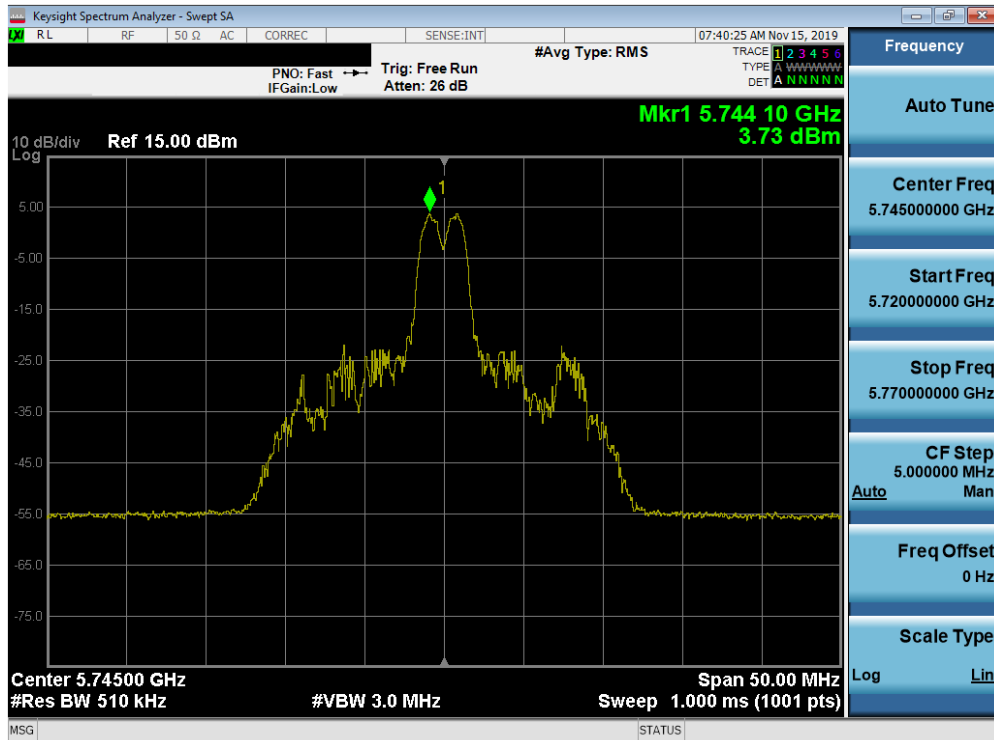 Keysight Spectrum Analyzer - Swept SA
LXI RL RF 50 Ω AC CORREC SENSE:INT 07:40:25 AM Nov 15, 2019
#Avg Type: RMS TRACE 1 2 3 4 5 6
PNO: Fast Trig: Free Run TYPE A WWWWW
IFGain:Low Atten: 26 dB DET A N N N N N
Mkr1 5.744 10 GHz
3.73 dBm
10 dB/div Ref 15.00 dBm
Log
1
5.00
-5.00
-15.0
-25.0
-35.0
-45.0
-55.0
-65.0
-75.0
Center 5.74500 GHz Span 50.00 MHz
#Res BW 510 kHz #VBW 3.0 MHz Sweep 1.000 ms (1001 pts)
MSG STATUS
Frequency
Auto Tune
Center Freq
5.745000000 GHz
Start Freq
5.720000000 GHz
Stop Freq
5.770000000 GHz
CF Step
5.000000 MHz
Auto Man
Freq Offset
0 Hz
Scale Type
Log Lin